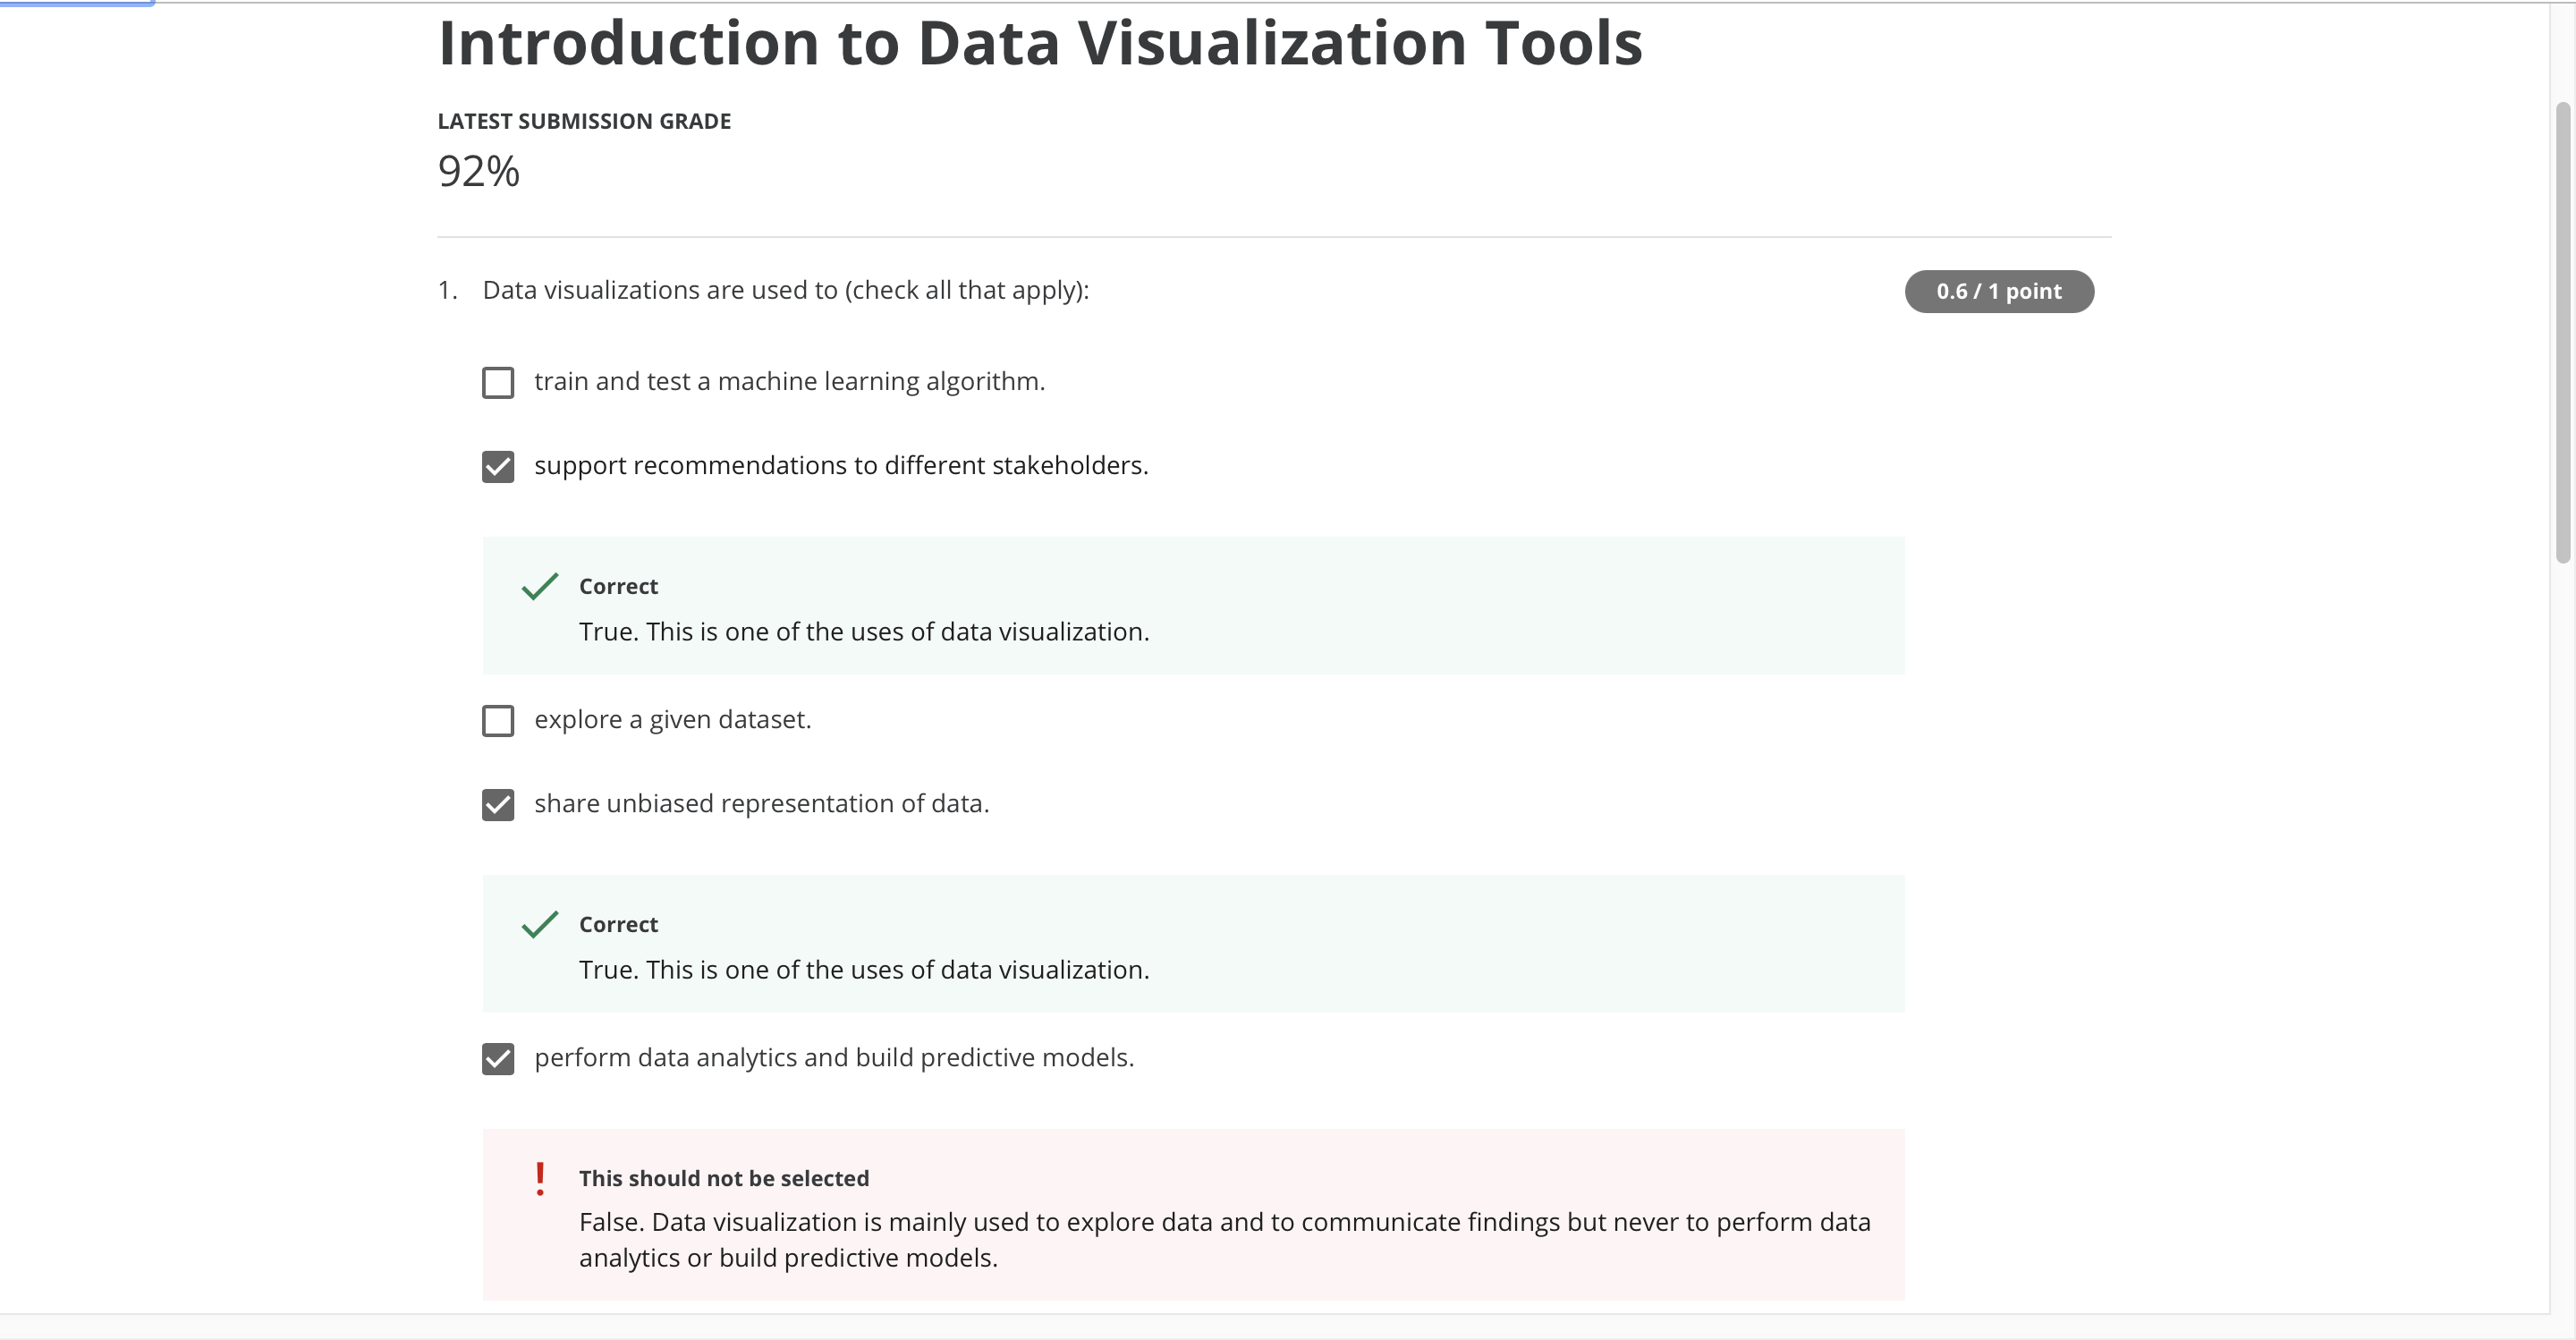 Introduction to Data Visualization Tools
LATEST SUBMISSION GRADE
92%
1. Data visualizations are used to (check all that apply):
0.6 / 1 point
train and test a machine learning algorithm.
support recommendations to different stakeholders.
Correct
True. This is one of the uses of data visualization.
explore a given dataset.
share unbiased representation of data.
Correct
True. This is one of the uses of data visualization.
perform data analytics and build predictive models.
This should not be selected
False. Data visualization is mainly used to explore data and to communicate findings but never to perform data
analytics or build predictive models.